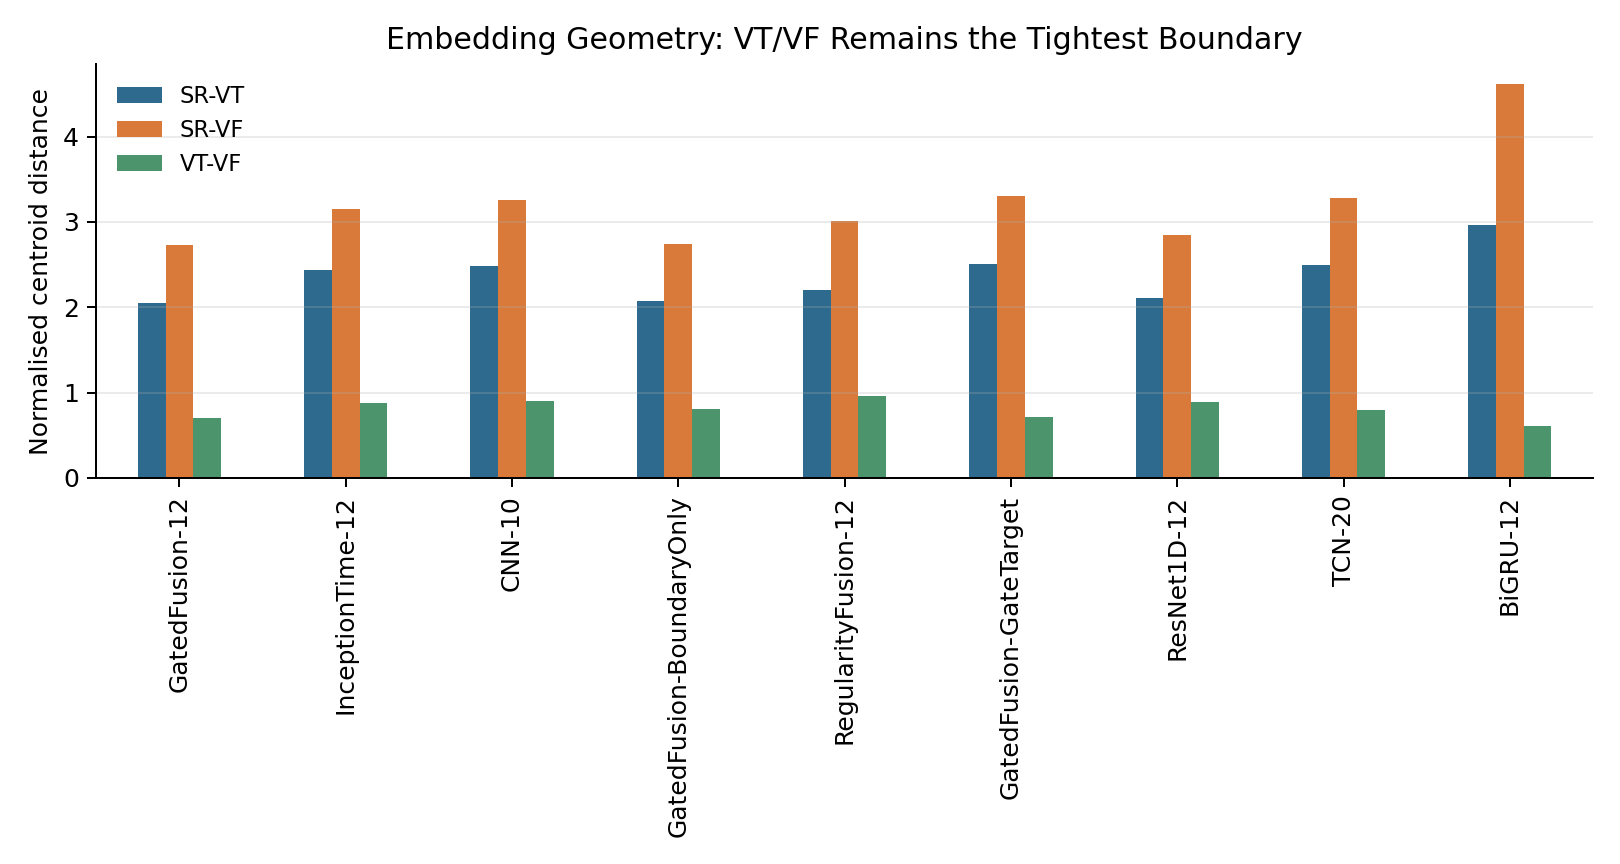 Embedding Geometry: VT/VF Remains the Tightest Boundary
SR-VT
SR-VF
VT-VF
Normalised centroid distance
4
3
2
1
0
GatedFusion-12
InceptionTime-12
CNN-10
GatedFusion-BoundaryOnly
RegularityFusion-12
GatedFusion-GateTarget
ResNet1D-12
TCN-20
BiGRU-12